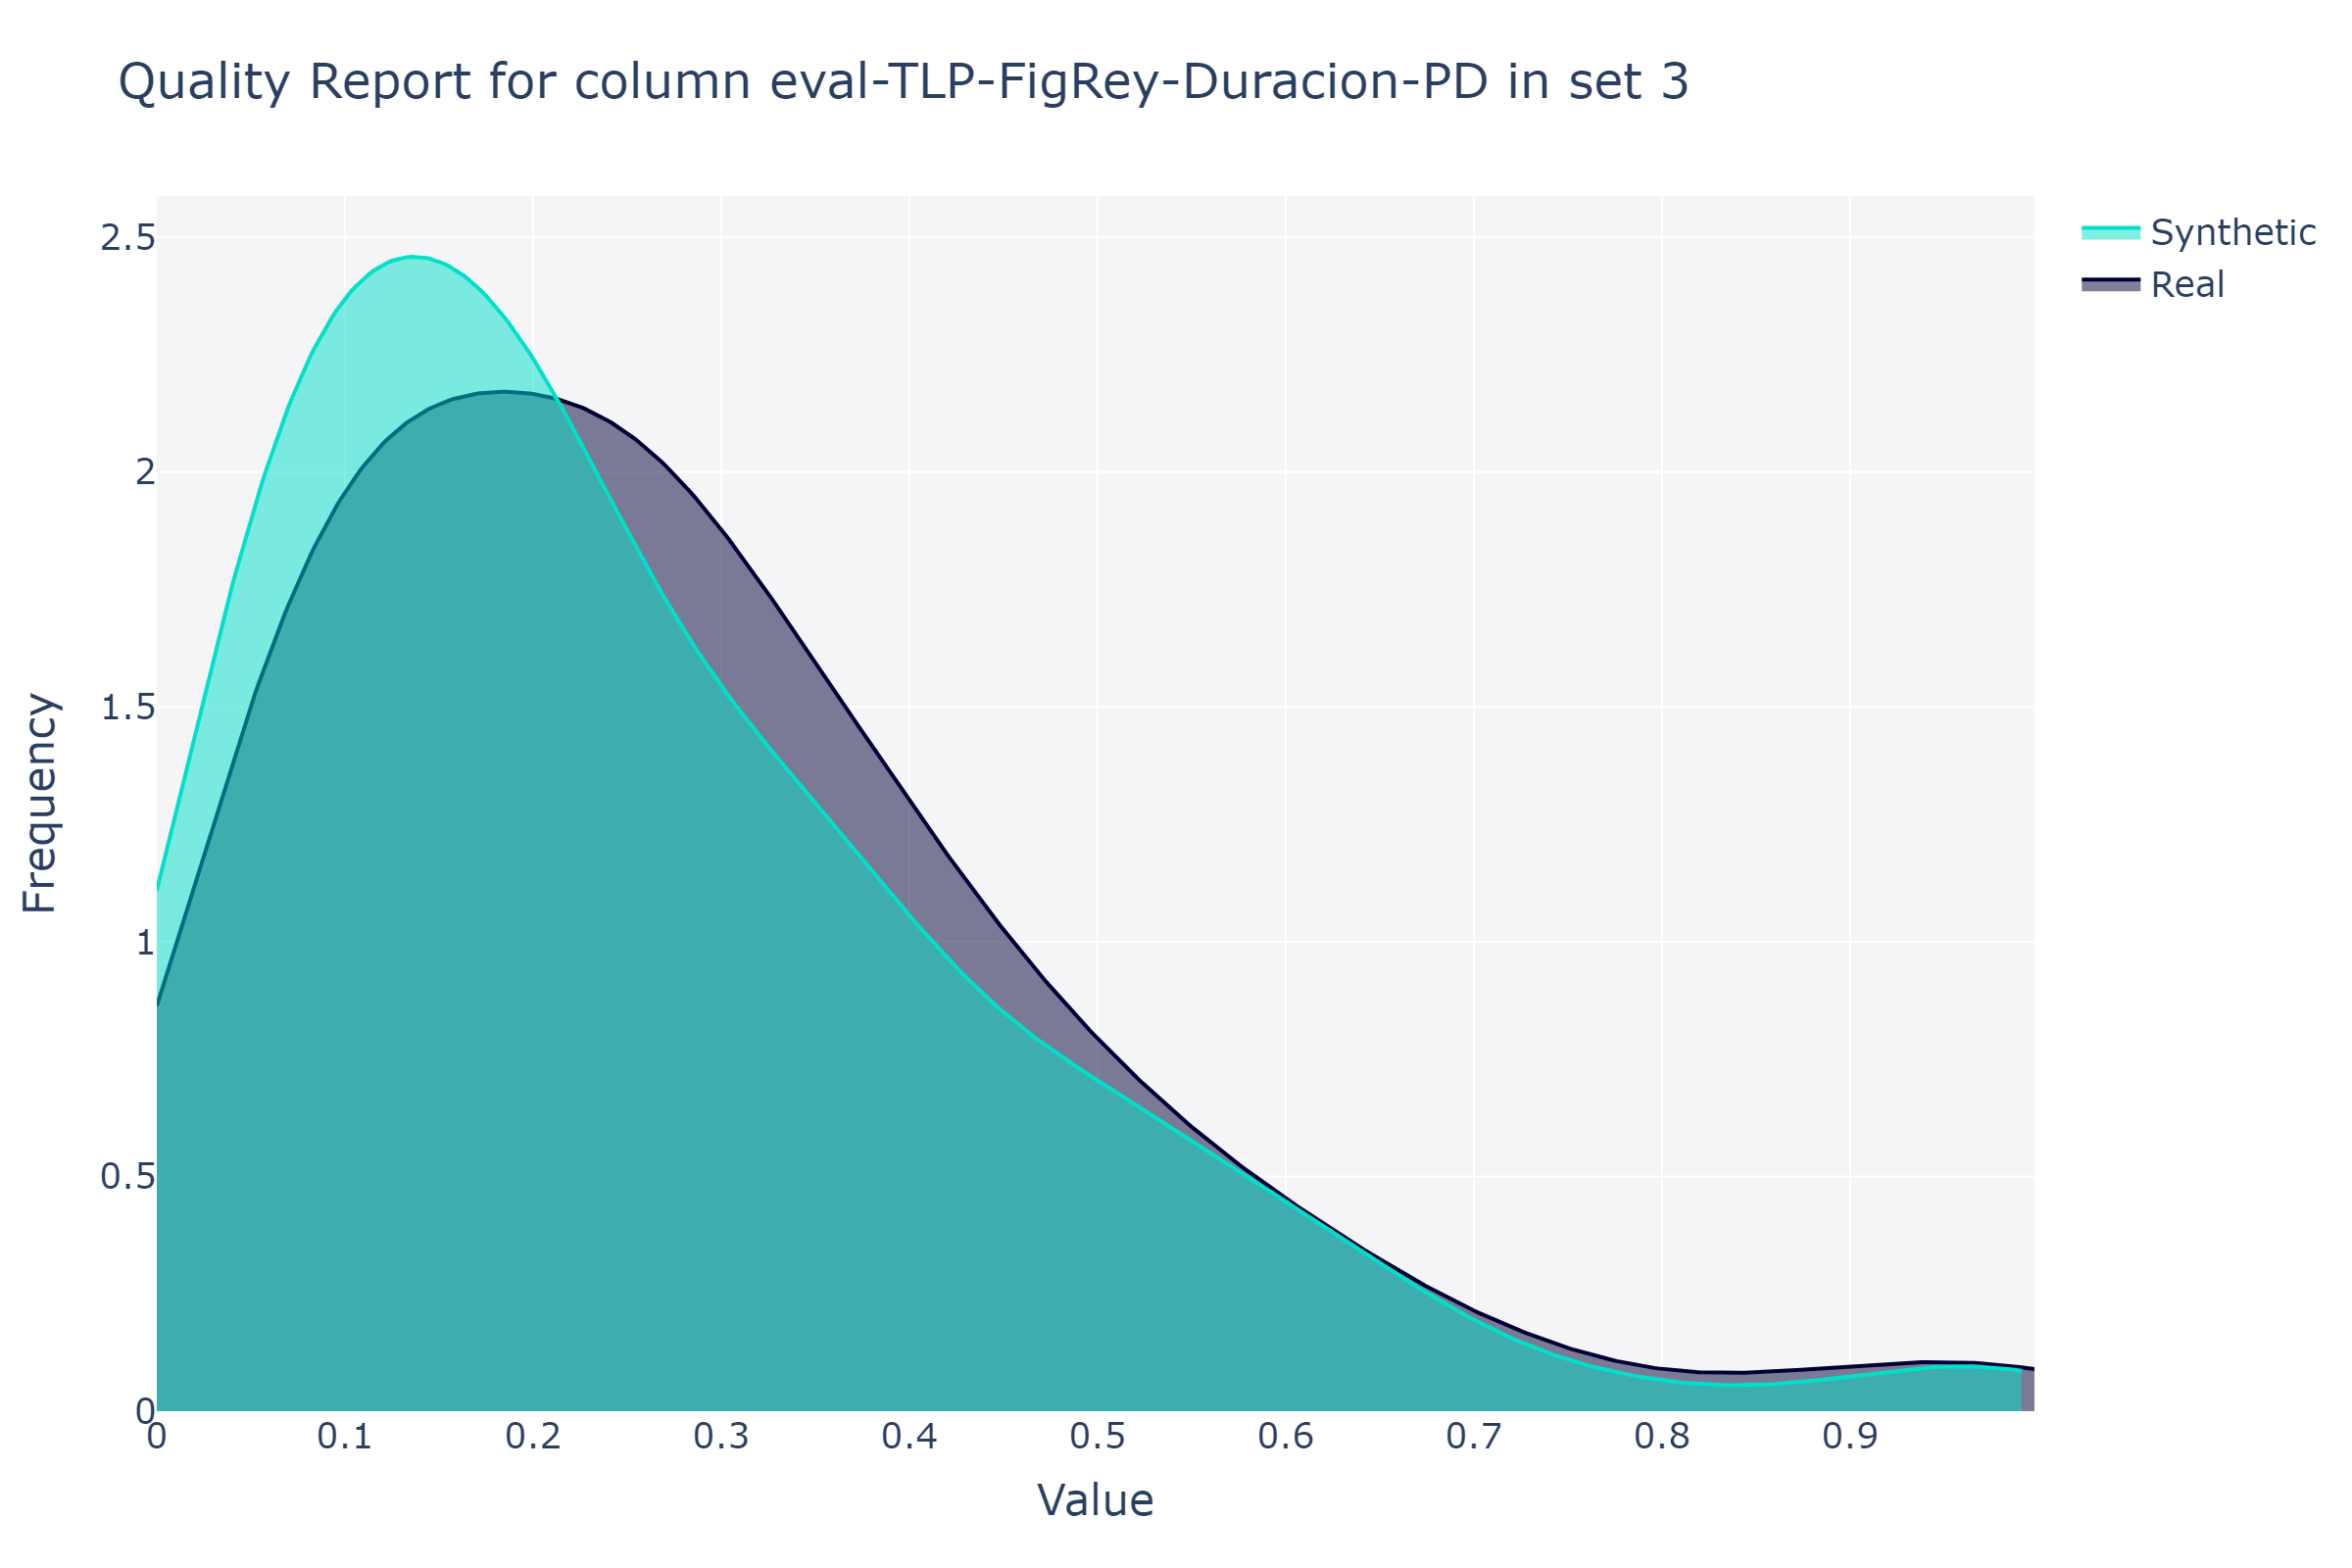 Quality Report for column eval-TLP-FigRey-Duracion-PD in set 3
Synthetic
Real
2.5
2
1.5
1
0.5
0
Frequency
0 0.1 0.2 0.3 0.4 0.5 0.6 0.7 0.8 0.9
Value